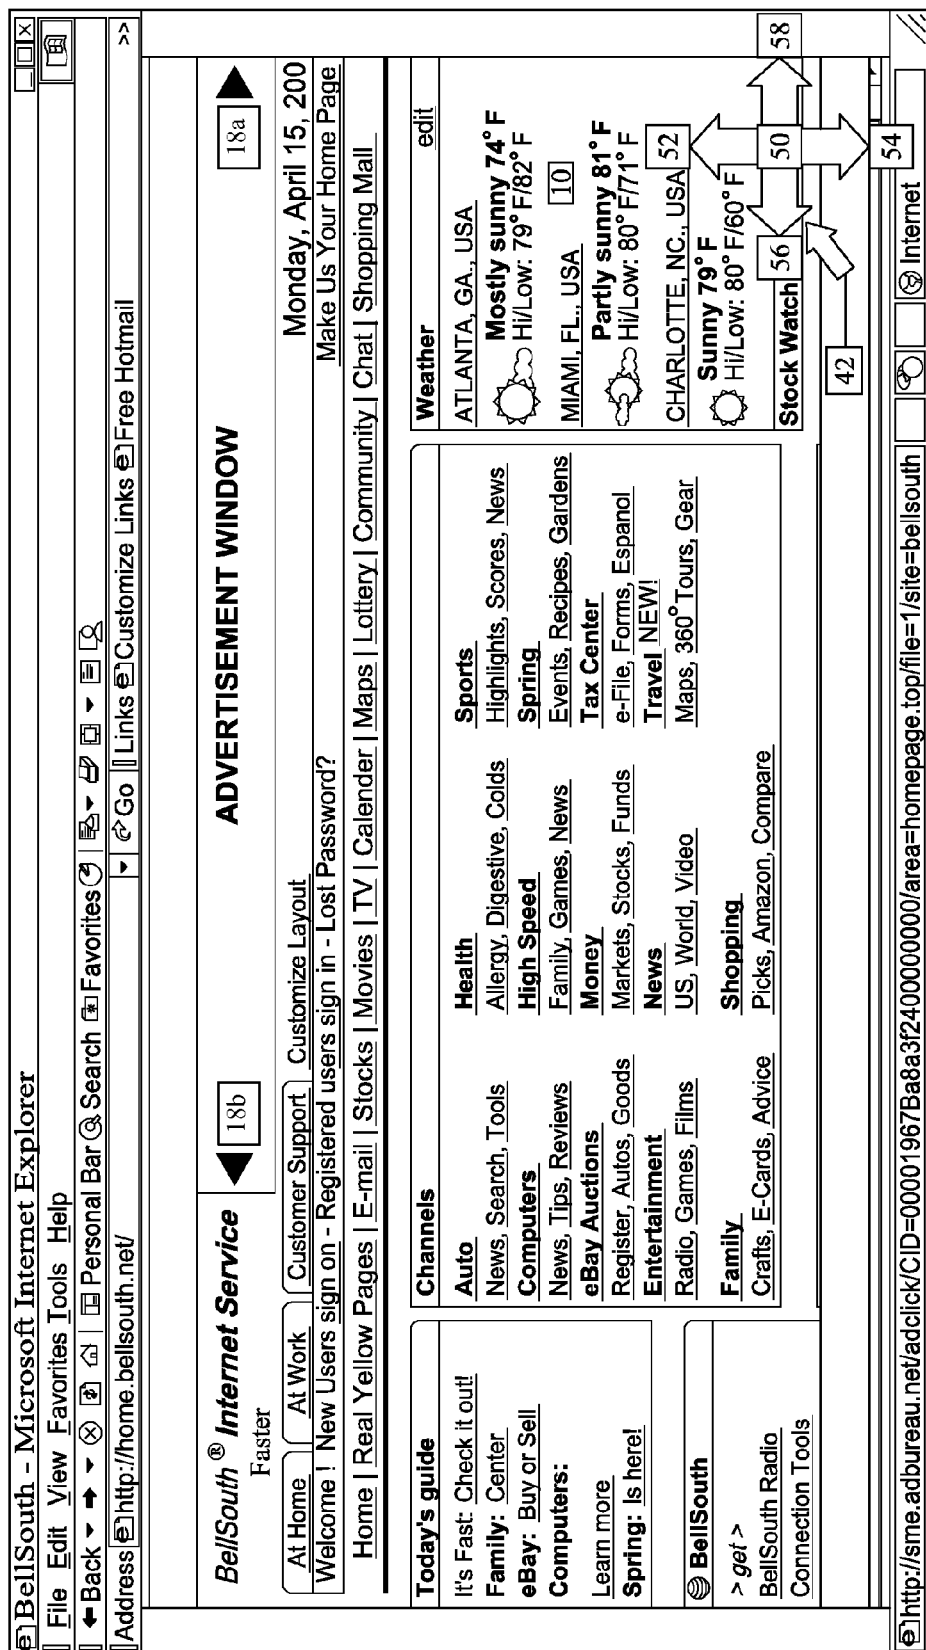 BellSouth - Microsoft Internet Explorer
File Edit View Favorites Tools Help
Back Personal Bar Search Favorites
Address http://home.bellsouth.net/ Go Links Customize Links Free Hotmail >>
BellSouth ® Internet Service
Faster
18b
ADVERTISEMENT WINDOW
18a
At Home At Work Customer Support Customize Layout
Monday, April 15, 200
Welcome ! New Users sign on - Registered users sign in - Lost Password?
Make Us Your Home Page
Home | Real Yellow Pages | E-mail | Stocks | Movies | TV | Calender | Maps | Lottery | Community | Chat | Shopping Mall
Today's guide
It's Fast: Check it out!
Family: Center
eBay: Buy or Sell
Computers:
Learn more
Spring: Is here!
BellSouth
> get >
BellSouth Radio
Connection Tools
Channels
Auto
News, Search, Tools
Computers
News, Tips, Reviews
eBay Auctions
Register, Autos, Goods
Entertainment
Radio, Games, Films
Family
Crafts, E-Cards, Advice
Health
Allergy, Digestive, Colds
High Speed
Family, Games, News
Money
Markets, Stocks, Funds
News
US, World, Video
Shopping
Picks, Amazon, Compare
Sports
Highlights, Scores, News
Spring
Events, Recipes, Gardens
Tax Center
e-File, Forms, Espanol
Travel NEW!
Maps, 360° Tours, Gear
Weather
edit
ATLANTA, GA., USA
Mostly sunny 74° F
Hi/Low: 79° F/82° F
MIAMI, FL., USA
10
Partly sunny 81° F
Hi/Low: 80° F/71° F
CHARLOTTE, NC., USA
52
Sunny 79° F
Hi/Low: 80° F/60° F
Stock Watch
56
50
58
42
54
http://sme.adbureau.net/adclick/CID=00001967Ba8a3f2400000000/area=homepage.top/file=1/site=bellsouth
Internet